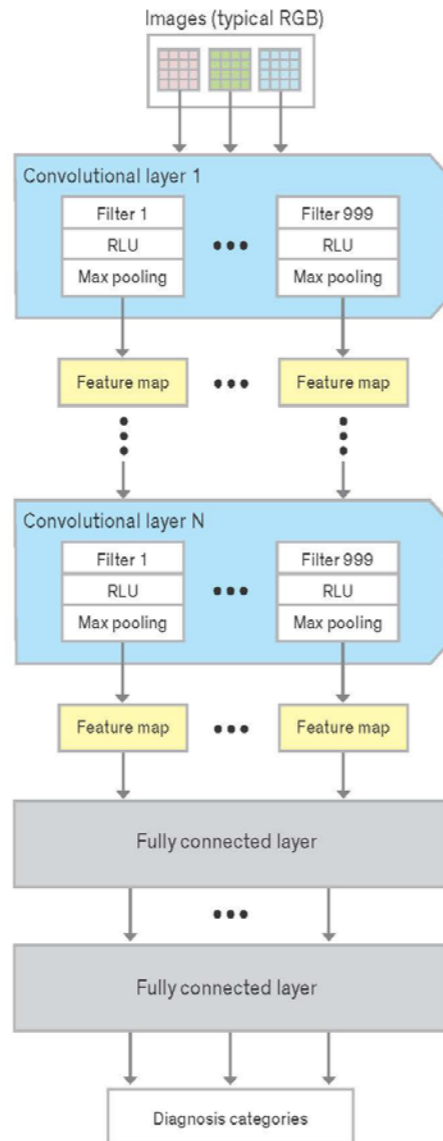 Images (typical RGB)
Convolutional layer 1
Filter 1
RLU
Max pooling
Filter 999
RLU
Max pooling
Feature map
Feature map
Convolutional layer N
Filter 1
RLU
Max pooling
Filter 999
RLU
Max pooling
Feature map
Feature map
Fully connected layer
Fully connected layer
Diagnosis categories